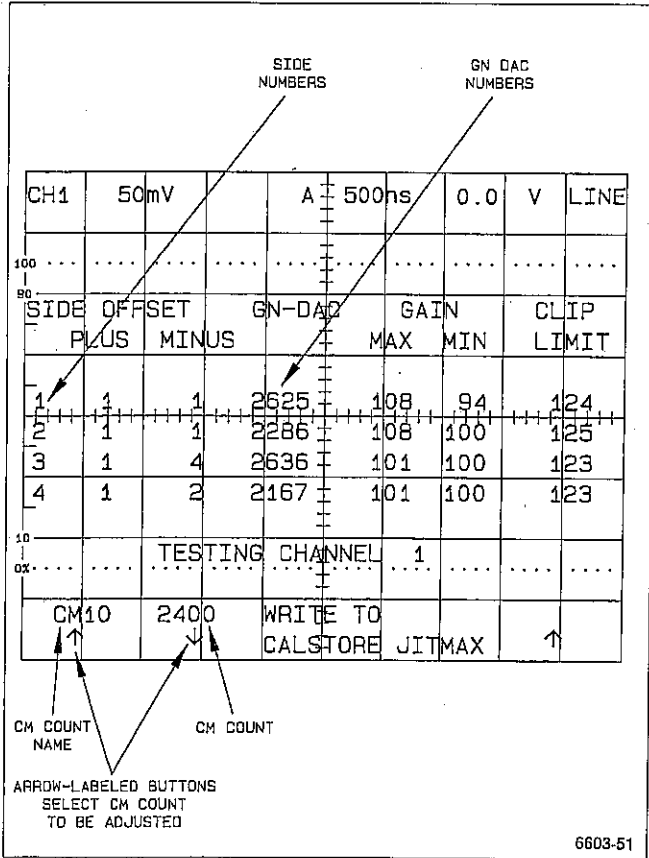 SIDE NUMBERS
GN DAC NUMBERS
CH1 50mV A 500ns 0.0 V LINE
100
90
SIDE OFFSET GN-DAC GAIN CLIP
PLUS MINUS MAX MIN LIMIT
1 1 1 2625 108 94 124
2 1 1 2286 108 100 125
3 1 4 2636 101 100 123
4 1 2 2167 101 100 123
10
TESTING CHANNEL 1
0%
CM10 2400 WRITE TO
↑ ↓ CALSTORE JITMAX ↑
CM COUNT NAME
CM COUNT
ARROW-LABELED BUTTONS
SELECT CM COUNT
TO BE ADJUSTED
6603-51